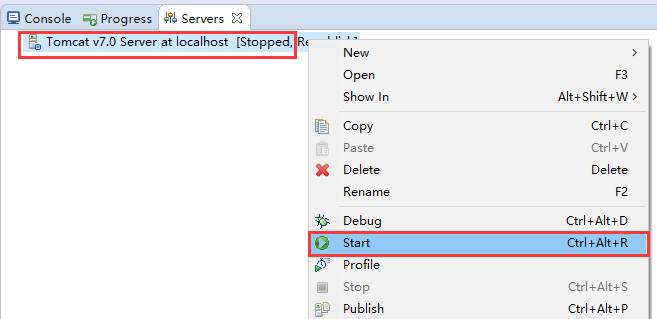 Console Progress Servers
Tomcat v7.0 Server at localhost [Stopped,
New
Open F3
Show In Alt+Shift+W
Copy Ctrl+C
Paste Ctrl+V
Delete Delete
Rename F2
Debug Ctrl+Alt+D
Start Ctrl+Alt+R
Profile
Stop Ctrl+Alt+S
Publish Ctrl+Alt+P